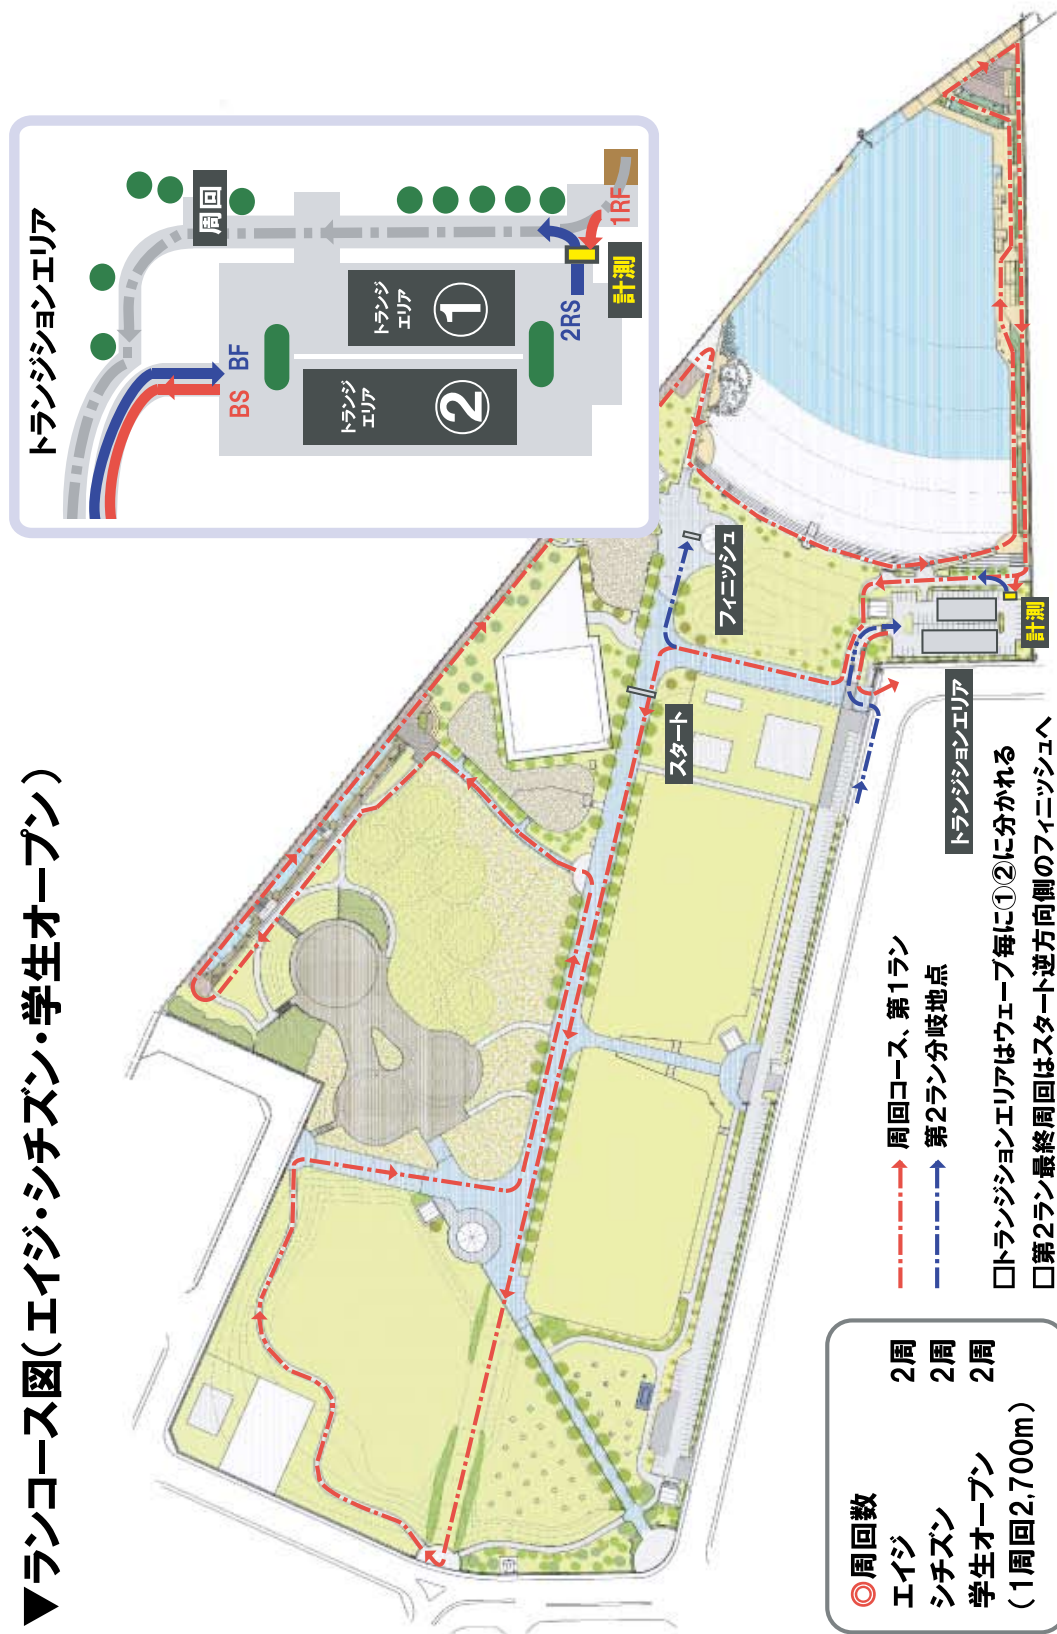 ▼ランコース図（エイジ・シチズン・学生オープン）
トランジションエリア
周回
BS
BF
トランジ
エリア
①
トランジ
エリア
②
2RS
1RF
計測
フィニッシュ
スタート
計測
トランジションエリア
周回コース、第1ラン
第2ラン分岐地点
□トランジションエリアはウェーブ毎に①②に分かれる
□第2ラン最終周回はスタート逆方向側のフィニッシュへ
◎周回数
エイジ 2周
シチズン 2周
学生オープン 2周
（1周回2,700m）